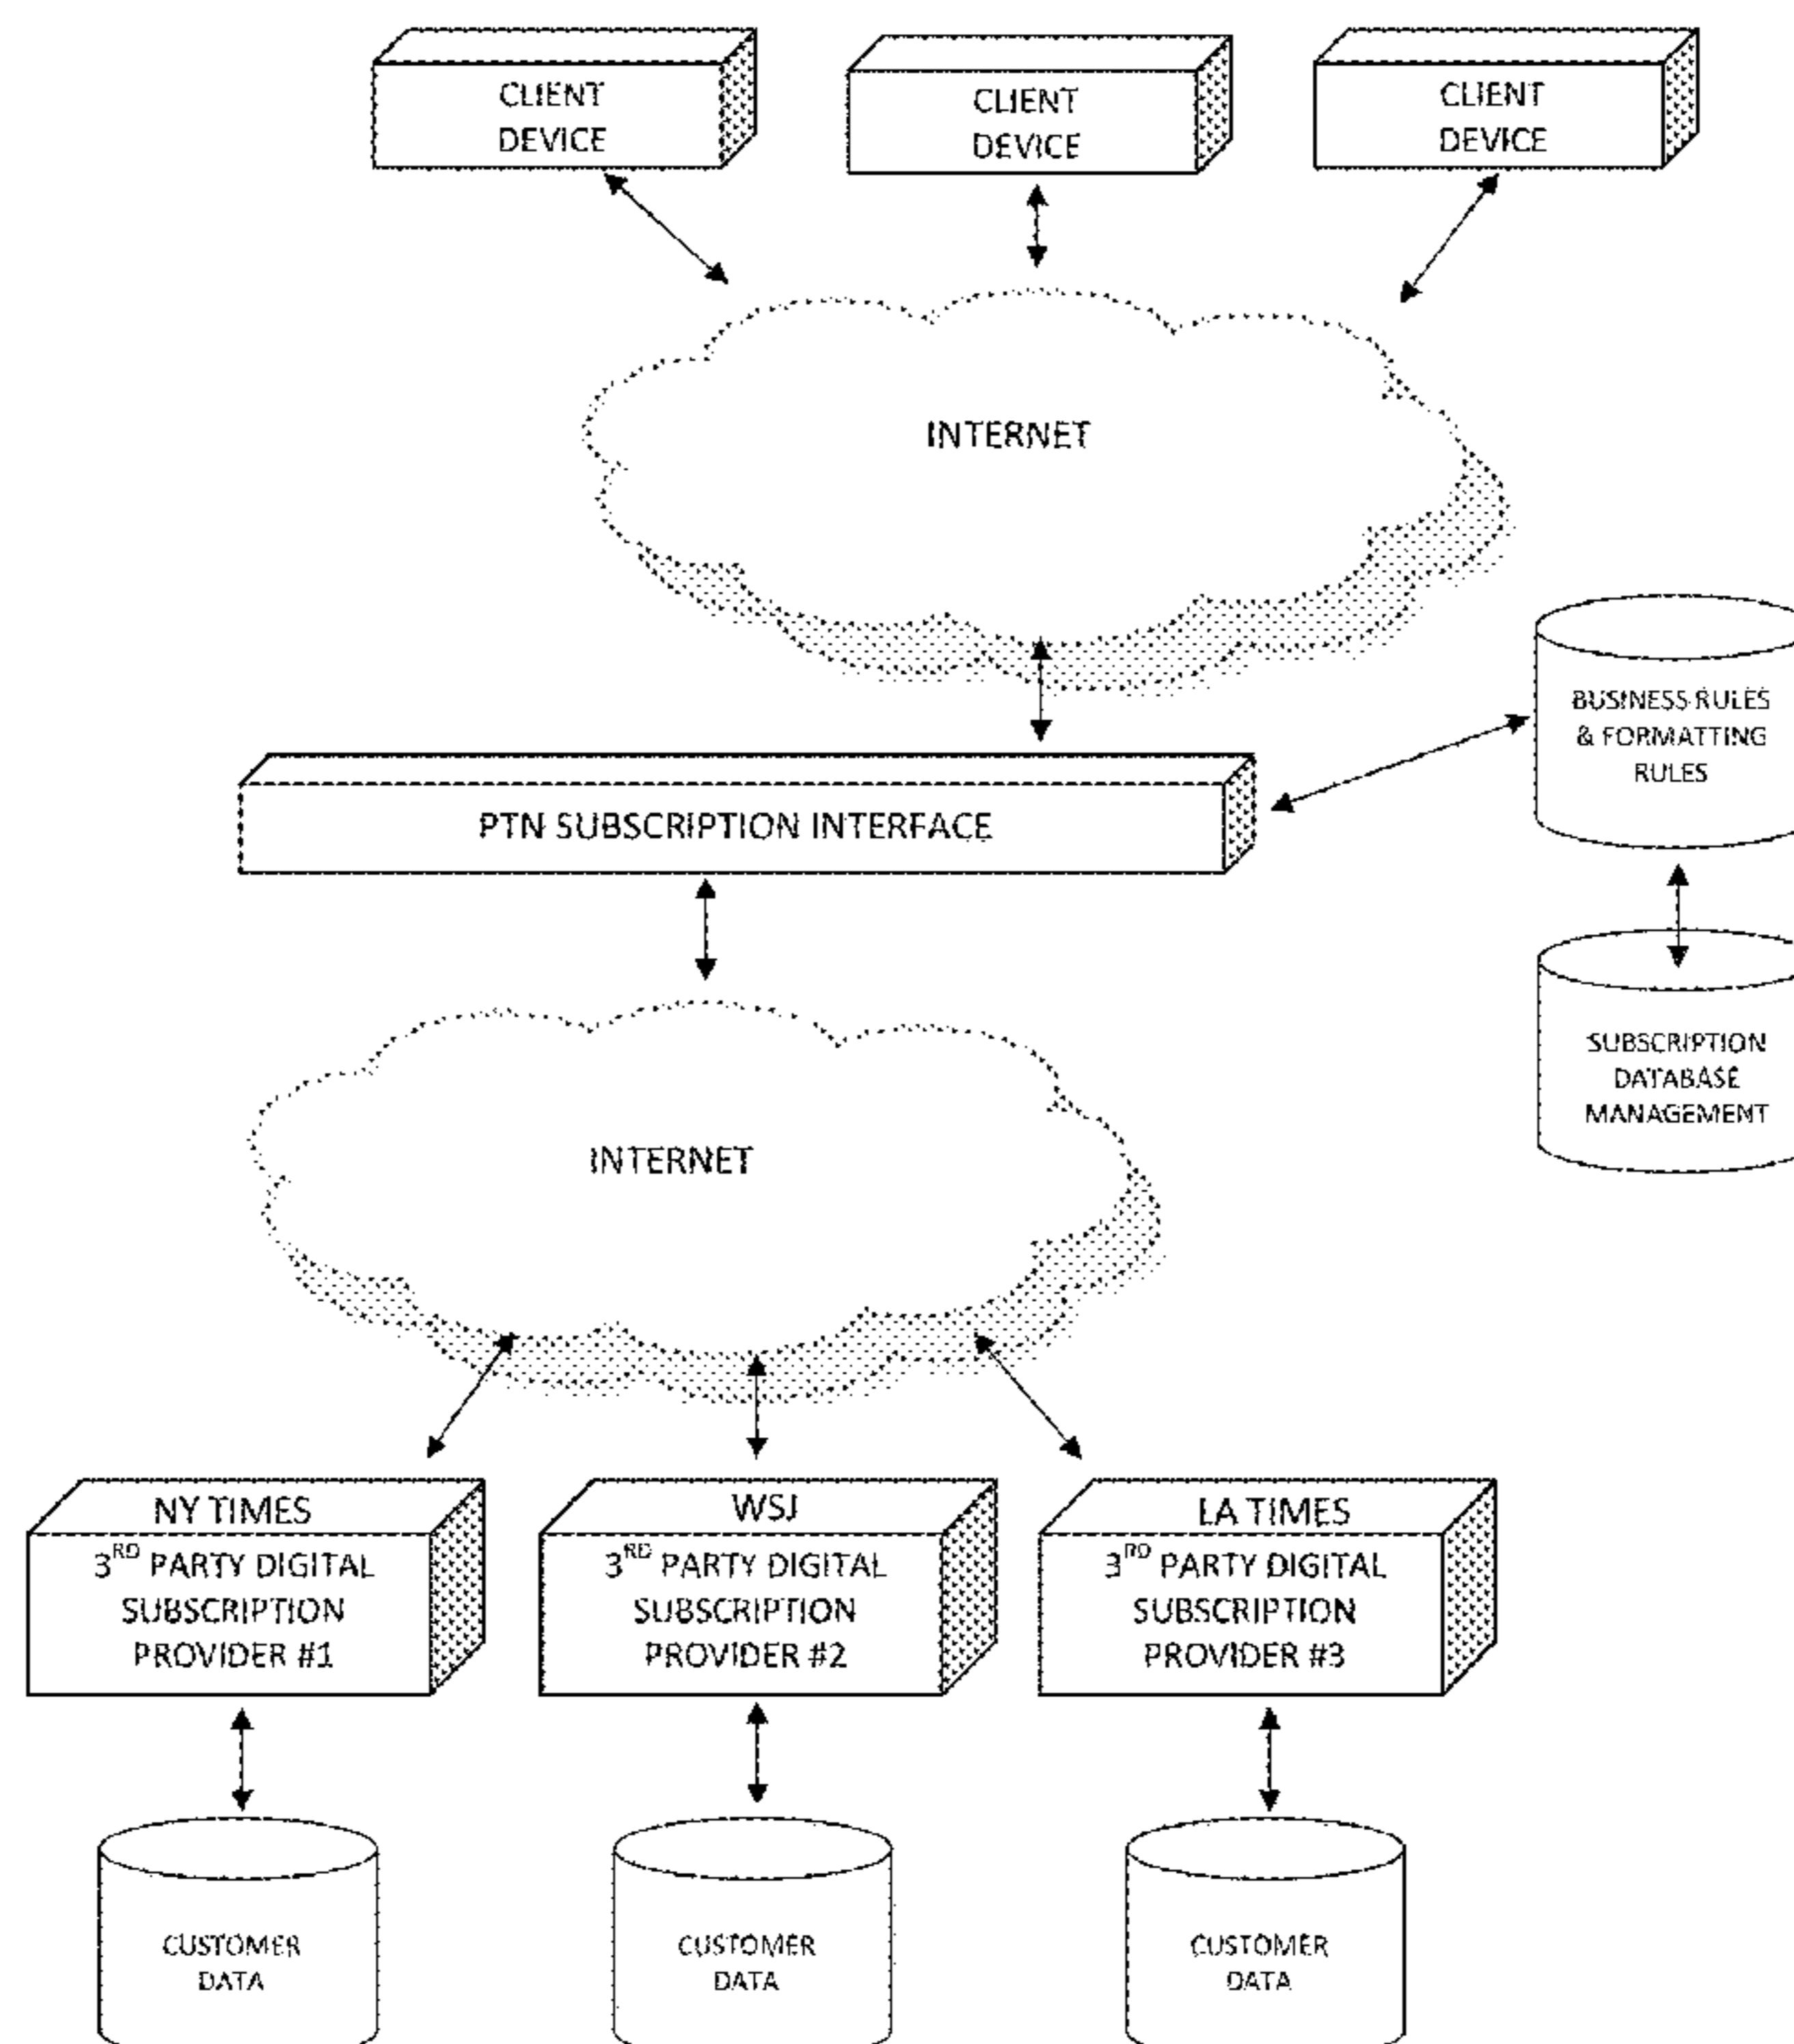 CLIENT
DEVICE
CLIENT
DEVICE
CLIENT
DEVICE
INTERNET
BUSINESS RULES
& FORMATTING
RULES
PTN SUBSCRIPTION INTERFACE
SUBSCRIPTION
DATABASE
MANAGEMENT
INTERNET
NY TIMES
3RD PARTY DIGITAL
SUBSCRIPTION
PROVIDER #1
WSJ
3RD PARTY DIGITAL
SUBSCRIPTION
PROVIDER #2
LA TIMES
3RD PARTY DIGITAL
SUBSCRIPTION
PROVIDER #3
CUSTOMER
DATA
CUSTOMER
DATA
CUSTOMER
DATA